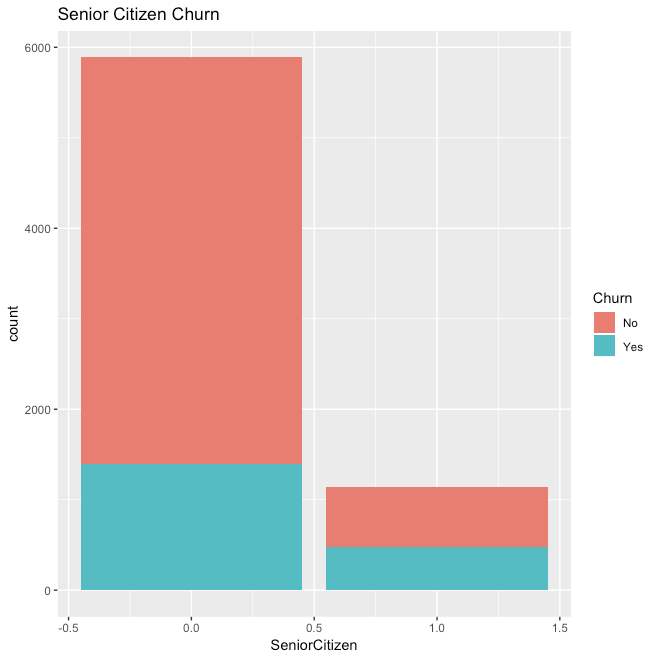 Senior Citizen Churn
6000
4000
2000
0
count
-0.5 0.0 0.5 1.0 1.5
SeniorCitizen
Churn
No
Yes